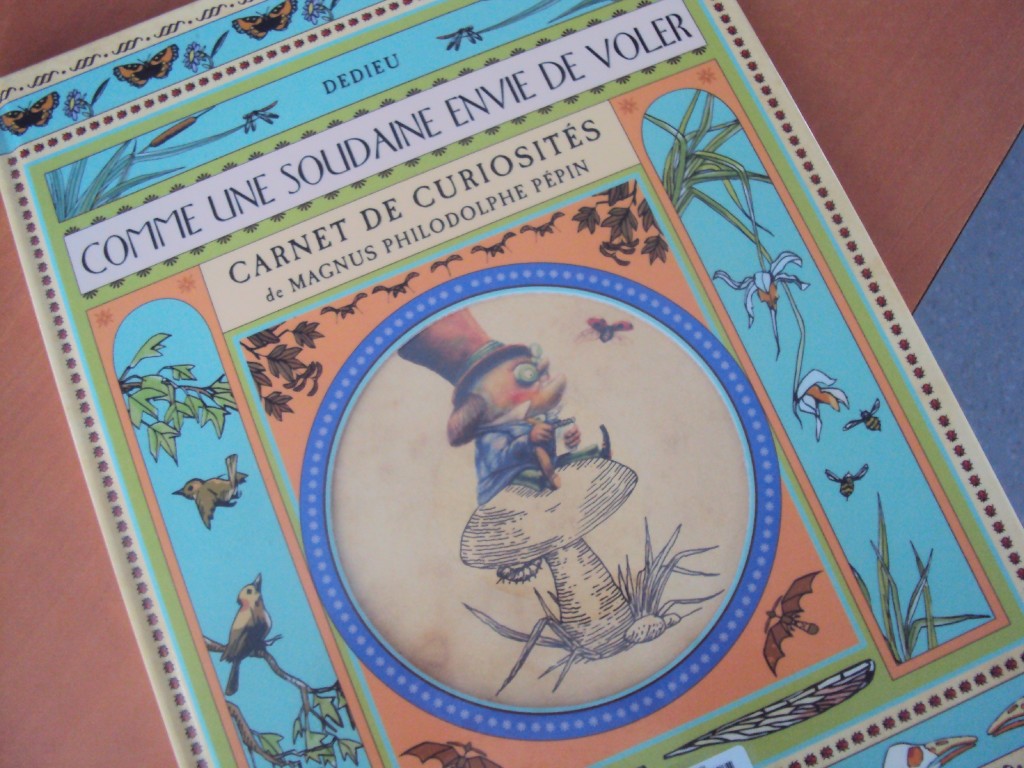 DEDIEU
COMME UNE SOUDAINE ENVIE DE VOLER
CARNET DE CURIOSITÉS
de MAGNUS PHILODOLPHE PÉPIN